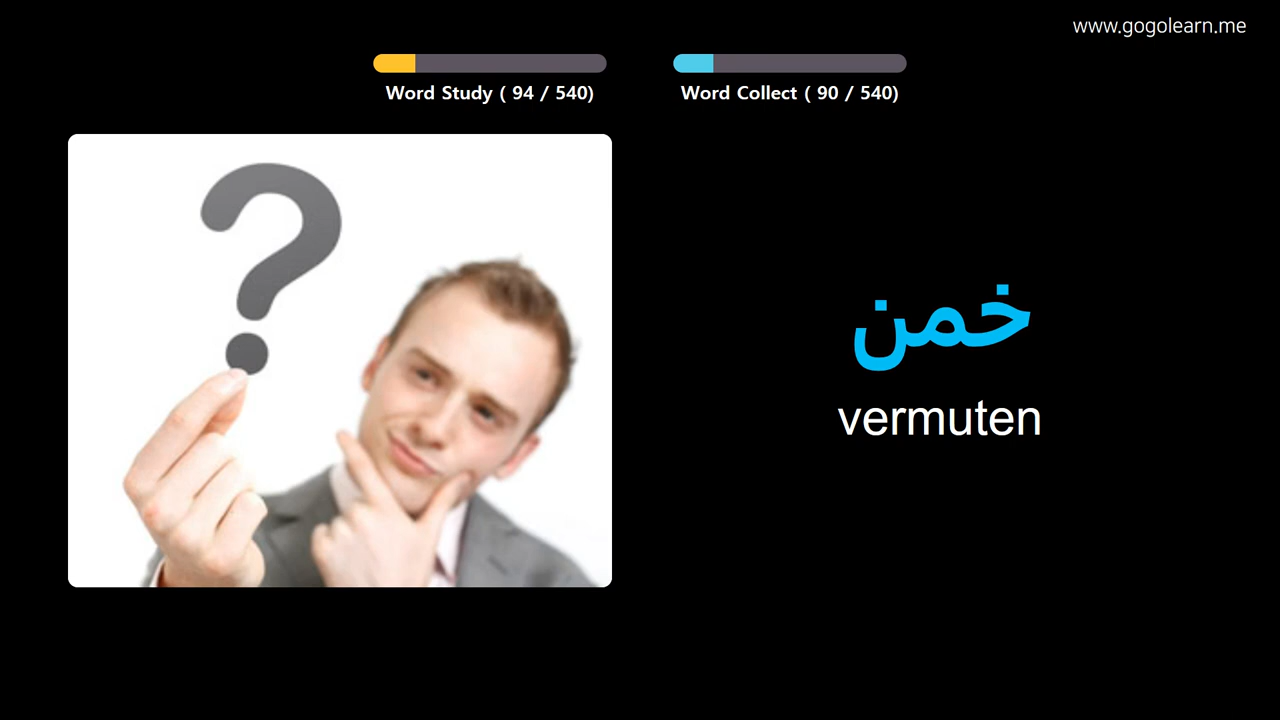 www.gogolearn.me
Word Study ( 94 / 540)
Word Collect ( 90 / 540)
?
خمن
vermuten